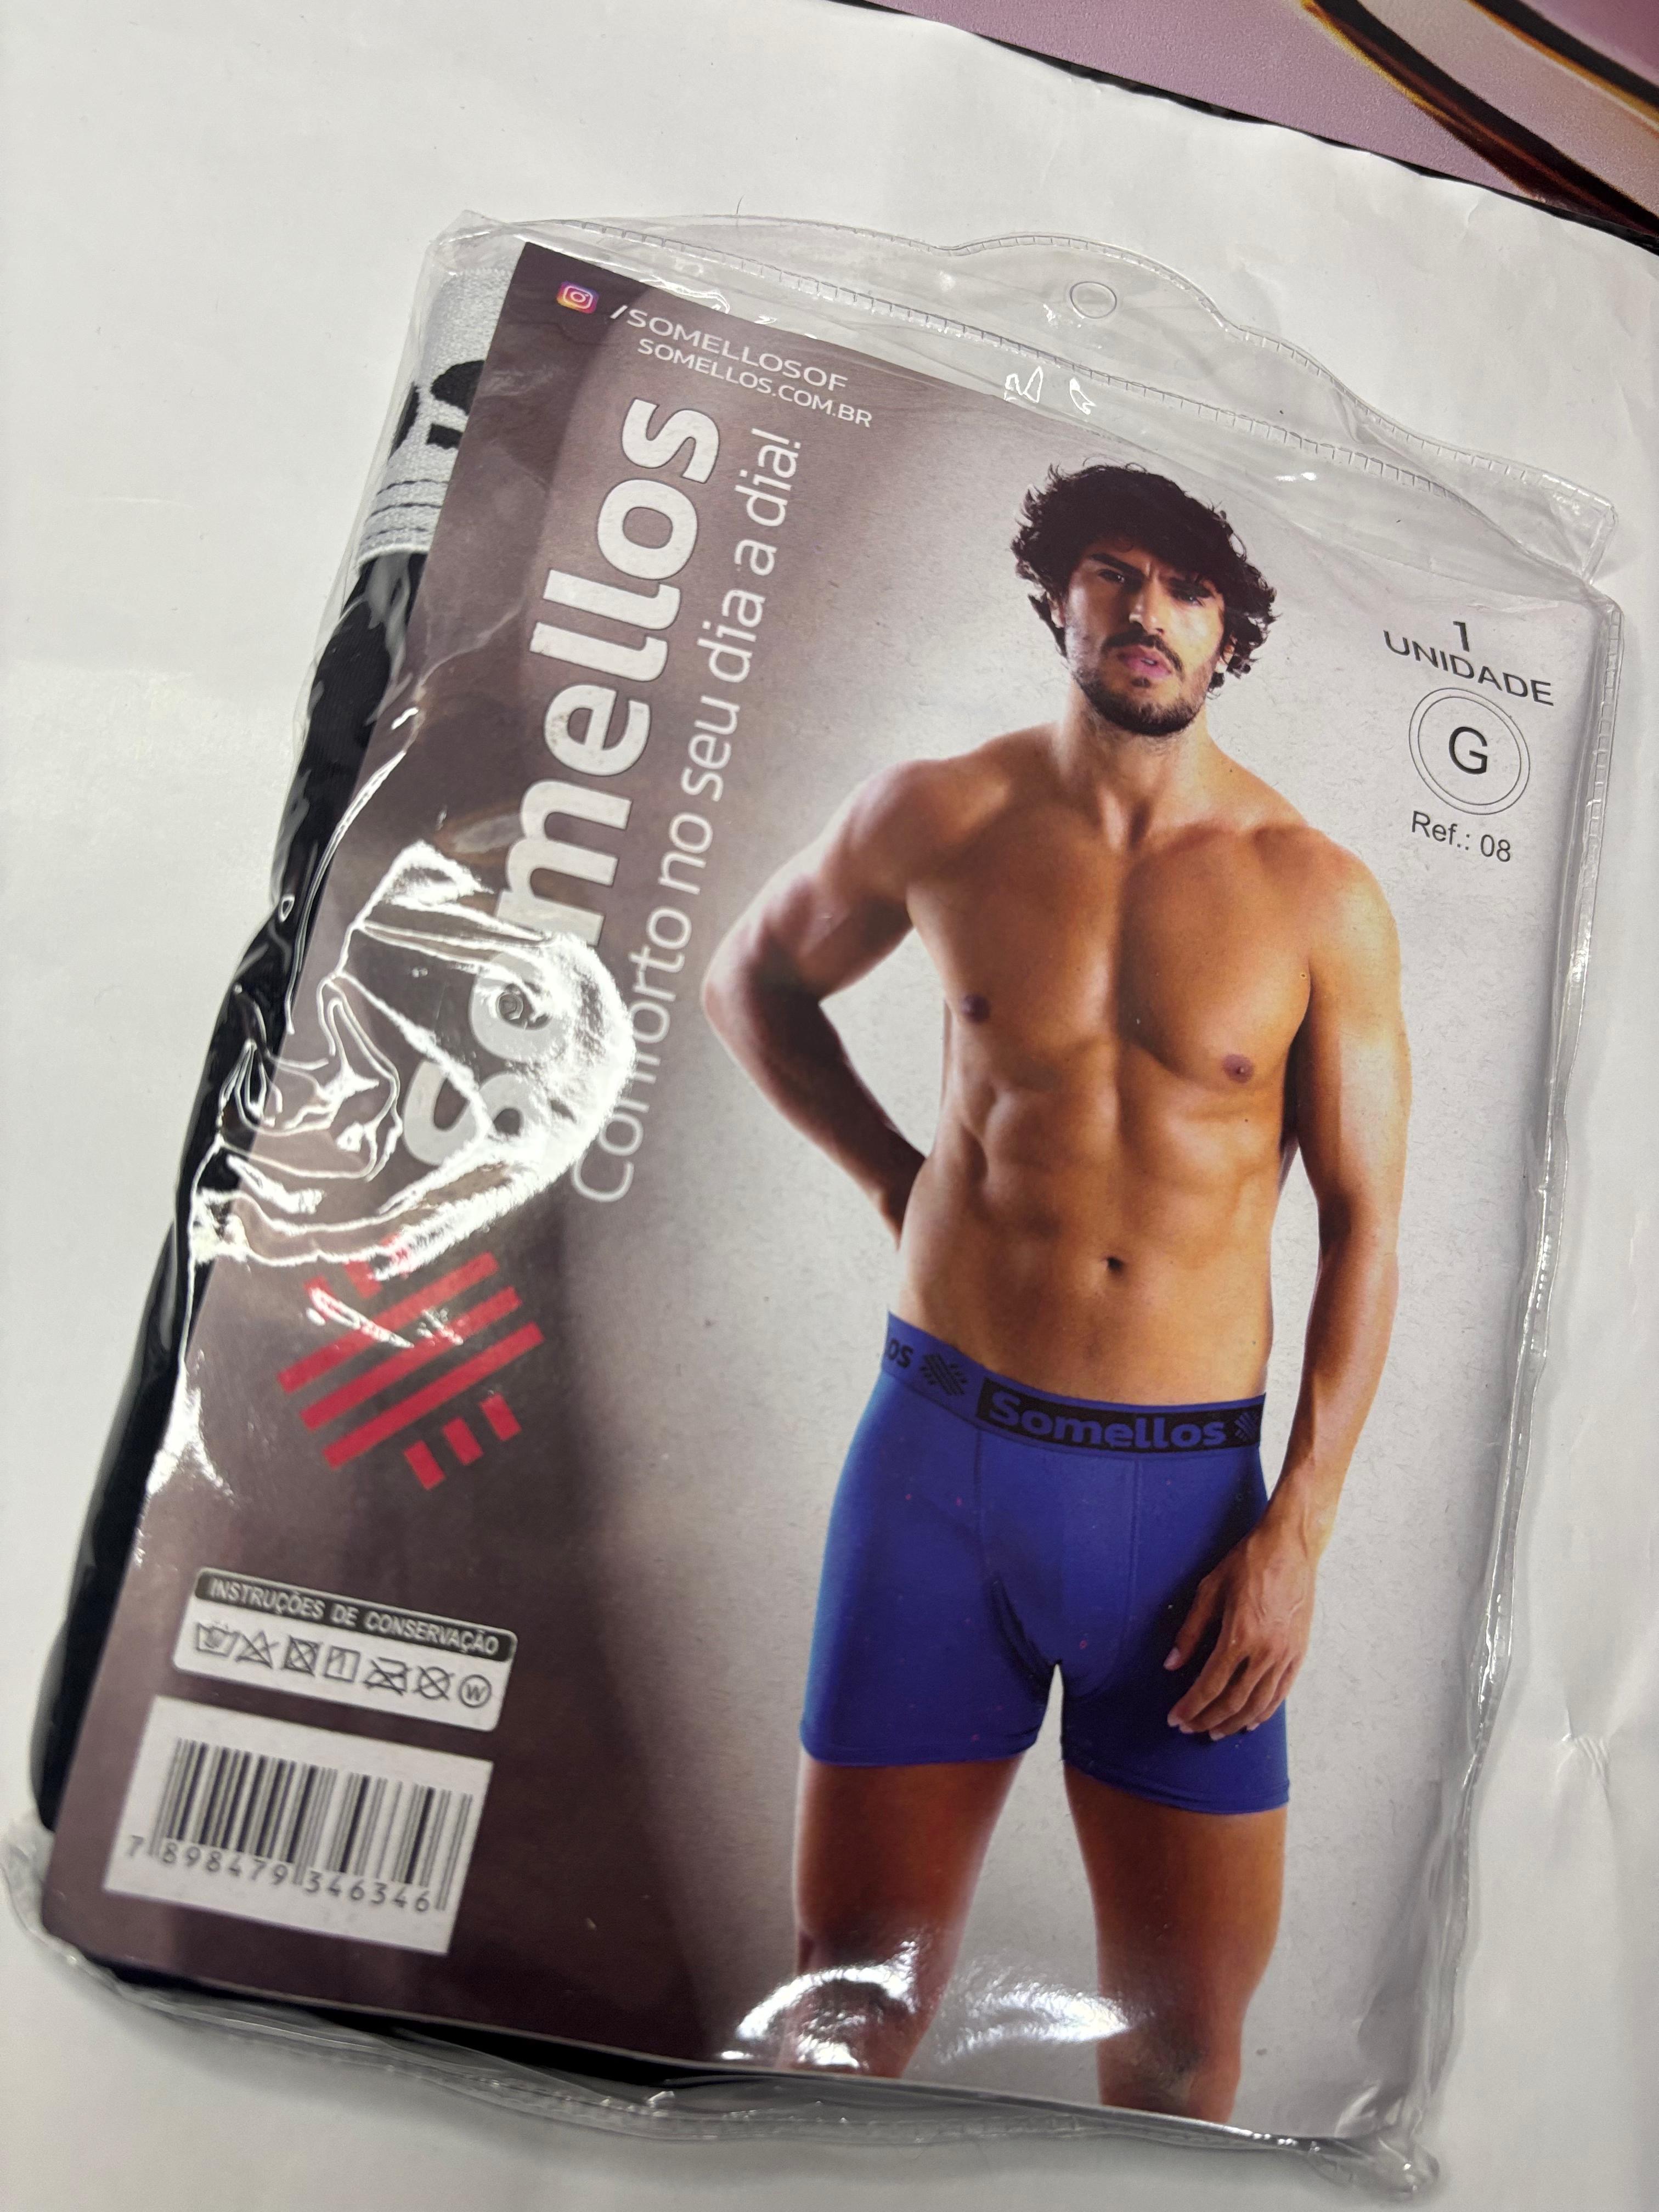 /SOMELLOSOF
SOMELLOS.COM.BR
Somellos
Conforto no seu dia a dia!
1
UNIDADE
G
Ref.: 08
os
Somellos
INSTRUÇÕES DE CONSERVAÇÃO
W
7 898479 346346